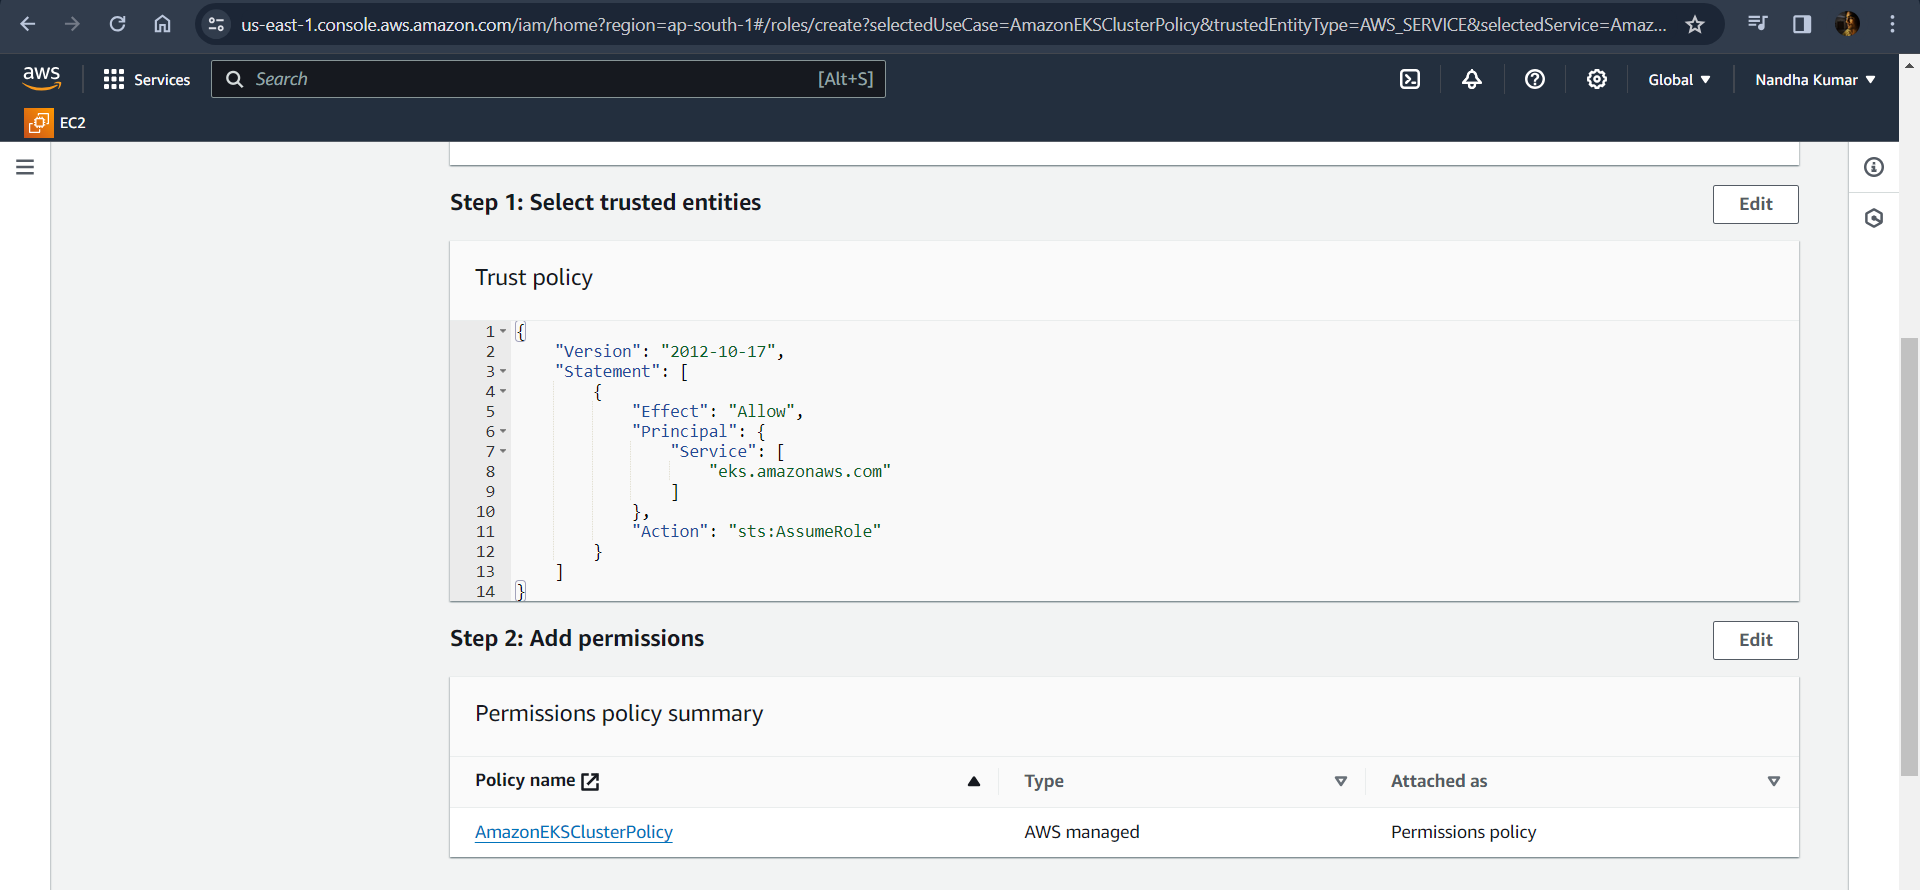 us-east-1.console.aws.amazon.com/iam/home?region=ap-south-1#/roles/create?selectedUseCase=AmazonEKSClusterPolicy&trustedEntityType=AWS_SERVICE&selectedService=Amaz...
aws
Services
Search
[Alt+S]
Global
Nandha Kumar
EC2
Step 1: Select trusted entities
Edit
Trust policy
1 {
2 "Version": "2012-10-17",
3 "Statement": [
4 {
5 "Effect": "Allow",
6 "Principal": {
7 "Service": [
8 "eks.amazonaws.com"
9 ]
10 },
11 "Action": "sts:AssumeRole"
12 }
13 ]
14 }
Step 2: Add permissions
Edit
Permissions policy summary
Policy name
Type
Attached as
AmazonEKSClusterPolicy
AWS managed
Permissions policy